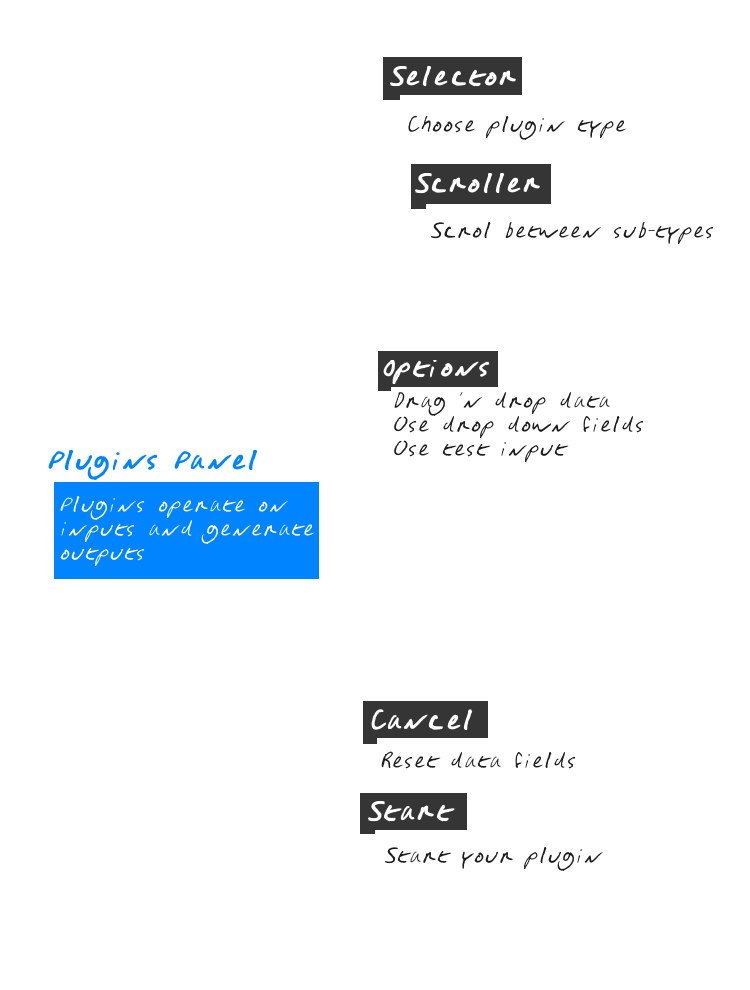 Selector
Choose plugin type
Scroller
Scrol between sub-types
Options
Drag 'n drop data
Use drop down fields
Use test input
Plugins Panel
Plugins operate on
inputs and generate
outputs
Cancel
Reset data fields
Start
Start your plugin